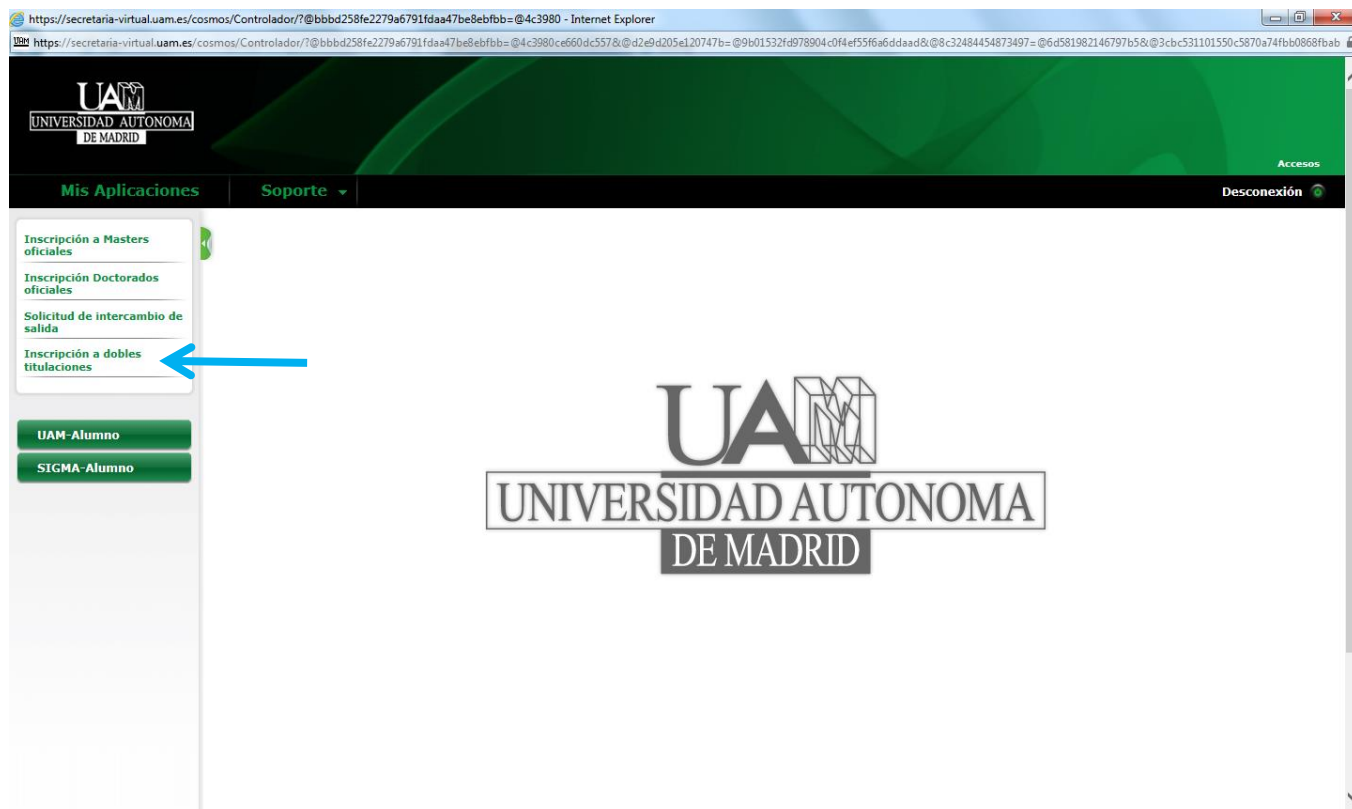 https://secretaria-virtual.uam.es/cosmos/Controlador/?@bbbd258fe2279a6791fdaa47be8ebfbb=@4c3980 - Internet Explorer
UAM https://secretaria-virtual.uam.es/cosmos/Controlador/?@bbbd258fe2279a6791fdaa47be8ebfbb=@4c3980ce660dc557&@d2e9d205e120747b=@9b01532fd978904c0f4ef55f6a6ddaad&@8c32484454873497=@6d581982146797b5&@3cbc531101550c5870a74fbb0868fbab
UAM
UNIVERSIDAD AUTONOMA
DE MADRID
Accesos
Mis Aplicaciones
Soporte
Desconexión
Inscripción a Masters
oficiales
Inscripción Doctorados
oficiales
Solicitud de intercambio de
salida
Inscripción a dobles
titulaciones
UAM-Alumno
SIGMA-Alumno
UAM
UNIVERSIDAD AUTONOMA
DE MADRID